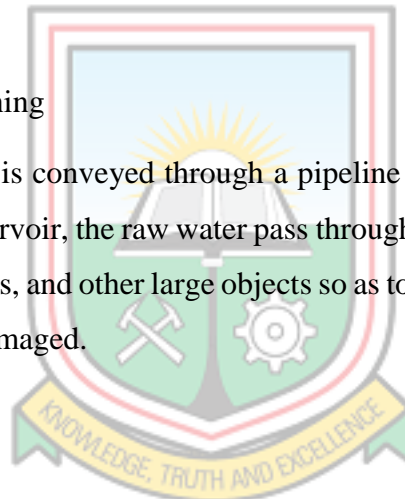 ning
is conveyed through a pipeline
rvoir, the raw water pass through
s, and other large objects so as to
maged.
KNOWLEDGE, TRUTH AND EXCELLENCE